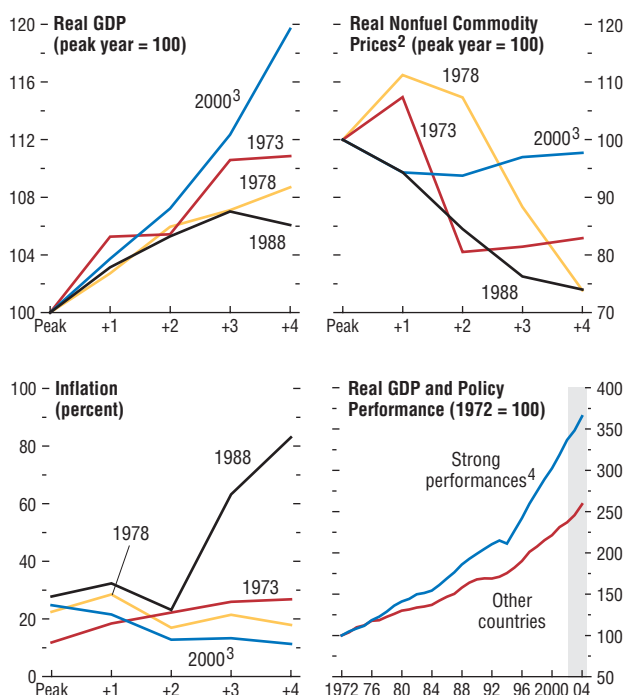 Real GDP
(peak year = 100)
120
116
112
108
104
100
2000³
1973
1978
1988
Peak +1 +2 +3 +4
Real Nonfuel Commodity
Prices² (peak year = 100)
120
110
100
90
80
70
1978
1973
2000³
1988
Peak +1 +2 +3 +4
Inflation
(percent)
100
80
60
40
20
0
1988
1978
1973
2000³
Peak +1 +2 +3 +4
Real GDP and Policy
Performance (1972 = 100)
400
350
300
250
200
150
100
50
Strong
performances⁴
Other
countries
1972 76 80 84 88 92 96 2000 04